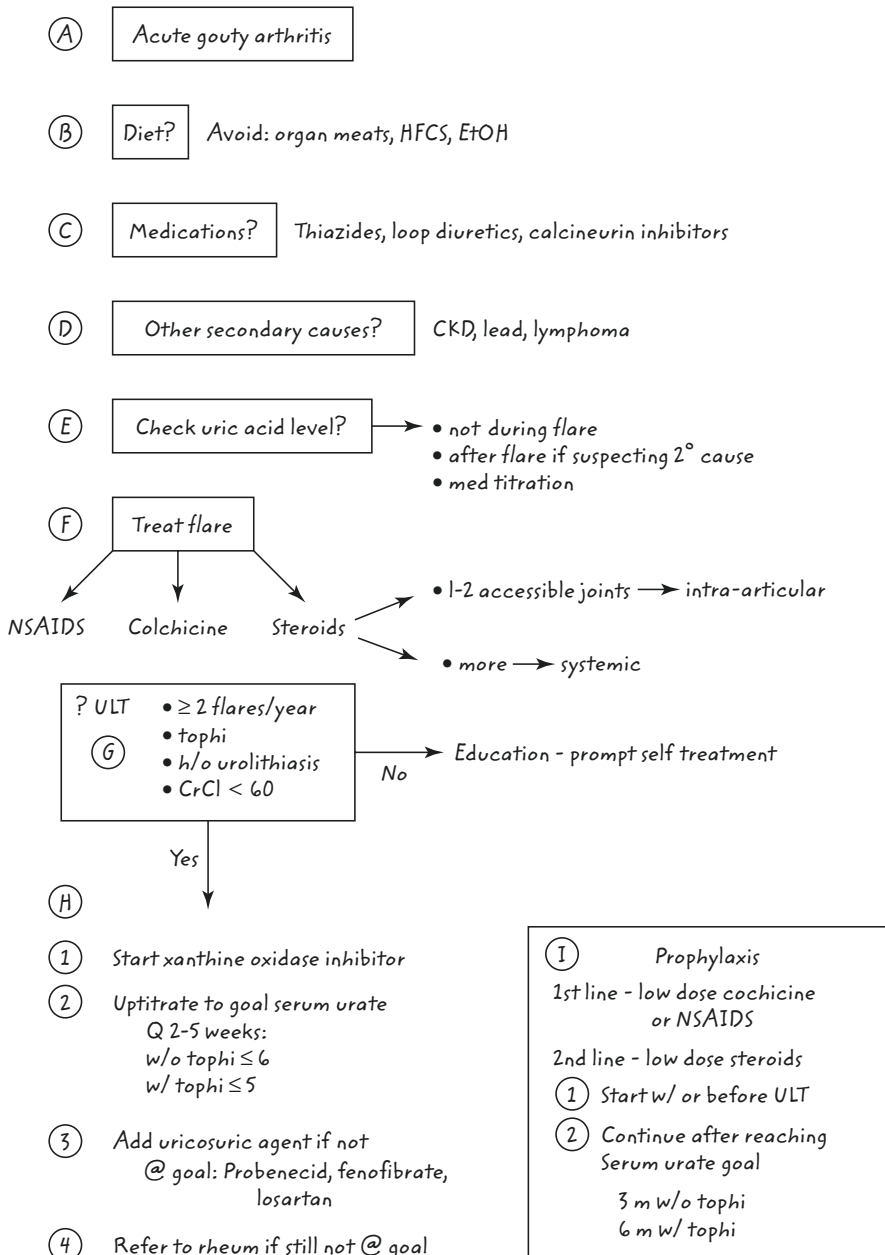 A Acute gouty arthritis
B Diet? Avoid: organ meats, HFCS, EtOH
C Medications? Thiazides, loop diuretics, calcineurin inhibitors
D Other secondary causes? CKD, lead, lymphoma
E Check uric acid level? • not during flare
• after flare if suspecting 2° cause
• med titration
F Treat flare
NSAIDS Colchicine Steroids
• 1-2 accessible joints intra-articular
• more systemic
? ULT • ≥ 2 flares/year
G • tophi
• h/o urolithiasis
• CrCl < 60
No
Education - prompt self treatment
Yes
H
1 Start xanthine oxidase inhibitor
2 Uptitrate to goal serum urate
Q 2-5 weeks:
w/o tophi ≤ 6
w/ tophi ≤ 5
3 Add uricosuric agent if not
@ goal: Probenecid, fenofibrate,
losartan
4 Refer to rheum if still not @ goal
I Prophylaxis
1st line - low dose cochicine
or NSAIDS
2nd line - low dose steroids
1 Start w/ or before ULT
2 Continue after reaching
Serum urate goal
3 m w/o tophi
6 m w/ tophi